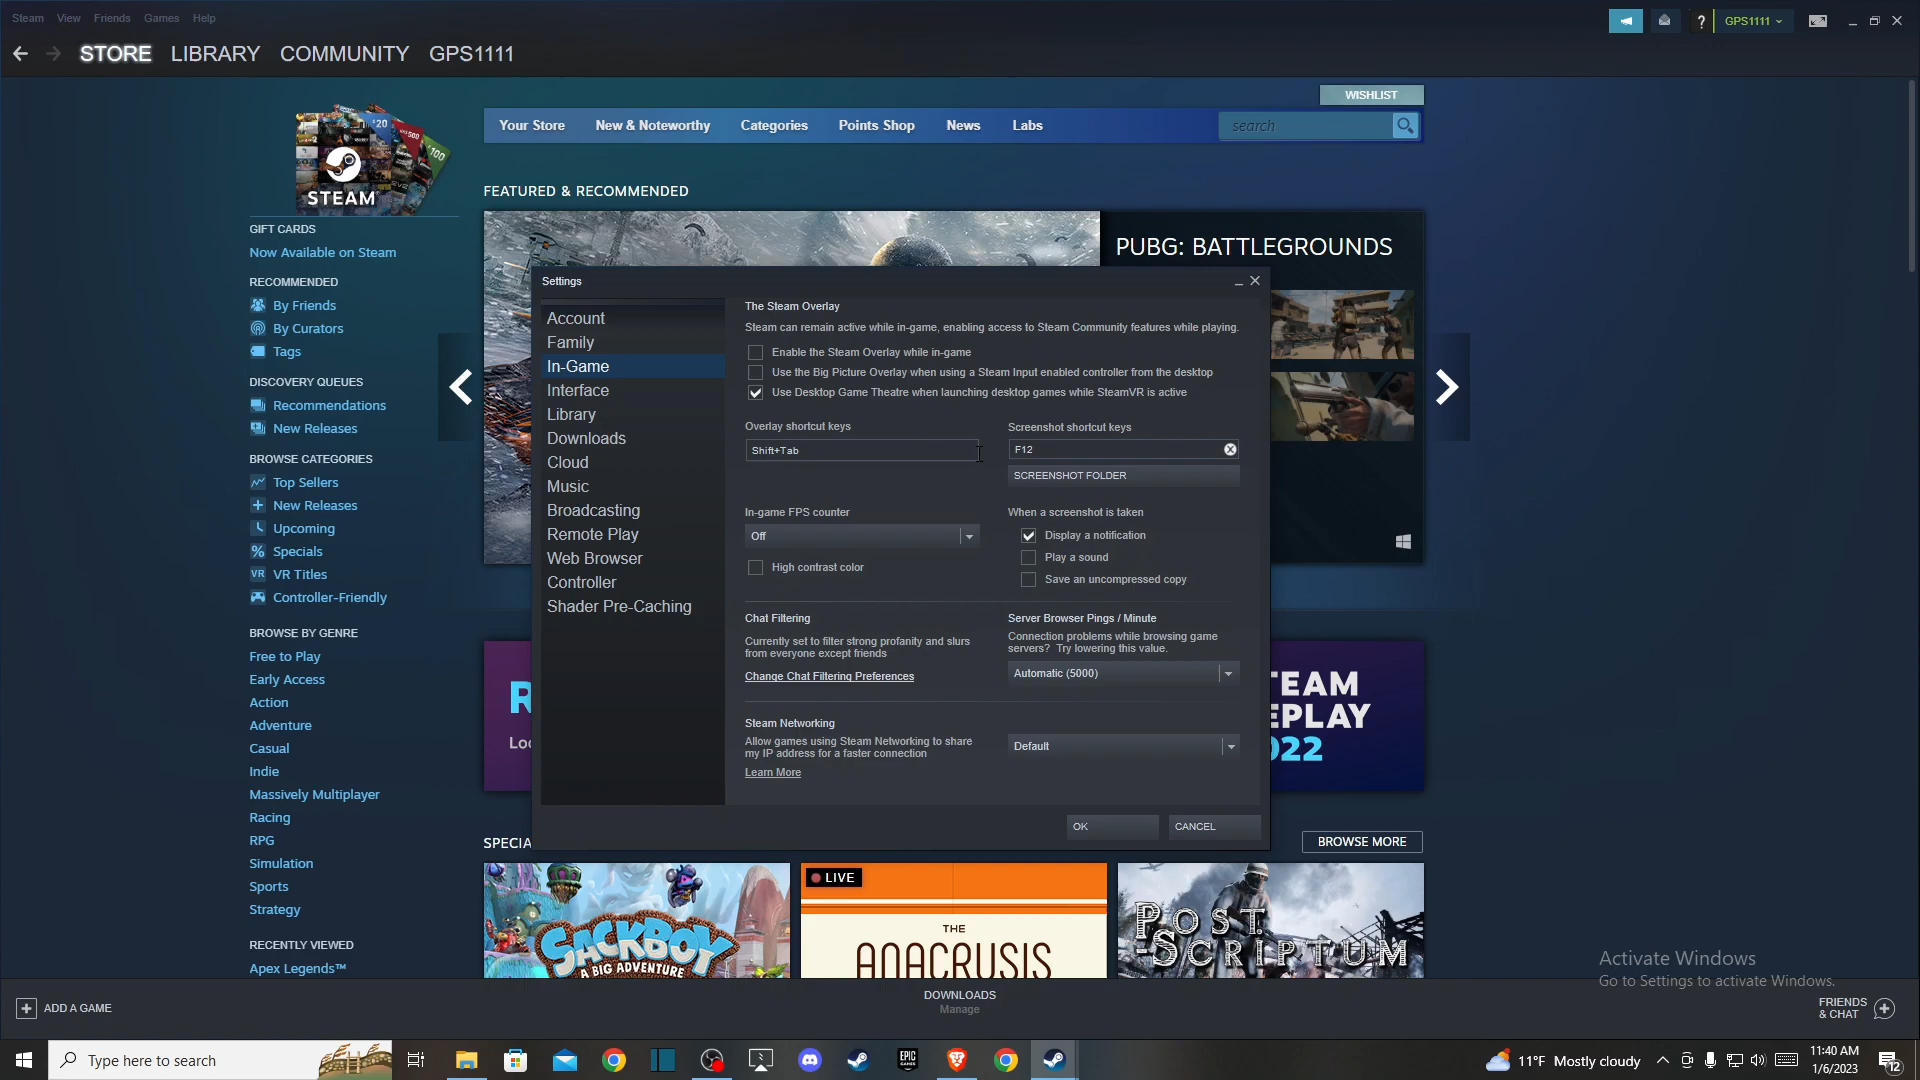 Steam View Friends Games Help
? GPS1111
STORE LIBRARY COMMUNITY GPS1111
WISHLIST
Your Store New & Noteworthy Categories Points Shop News Labs search
STEAM
GIFT CARDS
Now Available on Steam
RECOMMENDED
By Friends
By Curators
Tags
DISCOVERY QUEUES
Recommendations
New Releases
BROWSE CATEGORIES
Top Sellers
New Releases
Upcoming
% Specials
VR VR Titles
Controller-Friendly
BROWSE BY GENRE
Free to Play
Early Access
Action
Adventure
Casual
Indie
Massively Multiplayer
Racing
RPG
Simulation
Sports
Strategy
RECENTLY VIEWED
Apex Legends™
FEATURED & RECOMMENDED
PUBG: BATTLEGROUNDS
Settings
Account
Family
In-Game
Interface
Library
Downloads
Cloud
Music
Broadcasting
Remote Play
Web Browser
Controller
Shader Pre-Caching
The Steam Overlay
Steam can remain active while in-game, enabling access to Steam Community features while playing.
Enable the Steam Overlay while in-game
Use the Big Picture Overlay when using a Steam Input enabled controller from the desktop
Use Desktop Game Theatre when launching desktop games while SteamVR is active
Overlay shortcut keys
Shift+Tab
Screenshot shortcut keys
F12
SCREENSHOT FOLDER
In-game FPS counter
Off
High contrast color
When a screenshot is taken
Display a notification
Play a sound
Save an uncompressed copy
Chat Filtering
Currently set to filter strong profanity and slurs
from everyone except friends
Change Chat Filtering Preferences
Server Browser Pings / Minute
Connection problems while browsing game
servers? Try lowering this value.
Automatic (5000)
Steam Networking
Allow games using Steam Networking to share
my IP address for a faster connection
Learn More
Default
OK CANCEL
R
Loc
TEAM
EPLAY
022
SPECIA
BROWSE MORE
SACKBOY
A BIG ADVENTURE
LIVE
THE
ANACRUSIS
POST
SCRIPTUM
Activate Windows
Go to Settings to activate Windows.
ADD A GAME
DOWNLOADS
Manage
FRIENDS
& CHAT
Type here to search
EPIC
GAMES
11°F Mostly cloudy
11:40 AM
1/6/2023
12